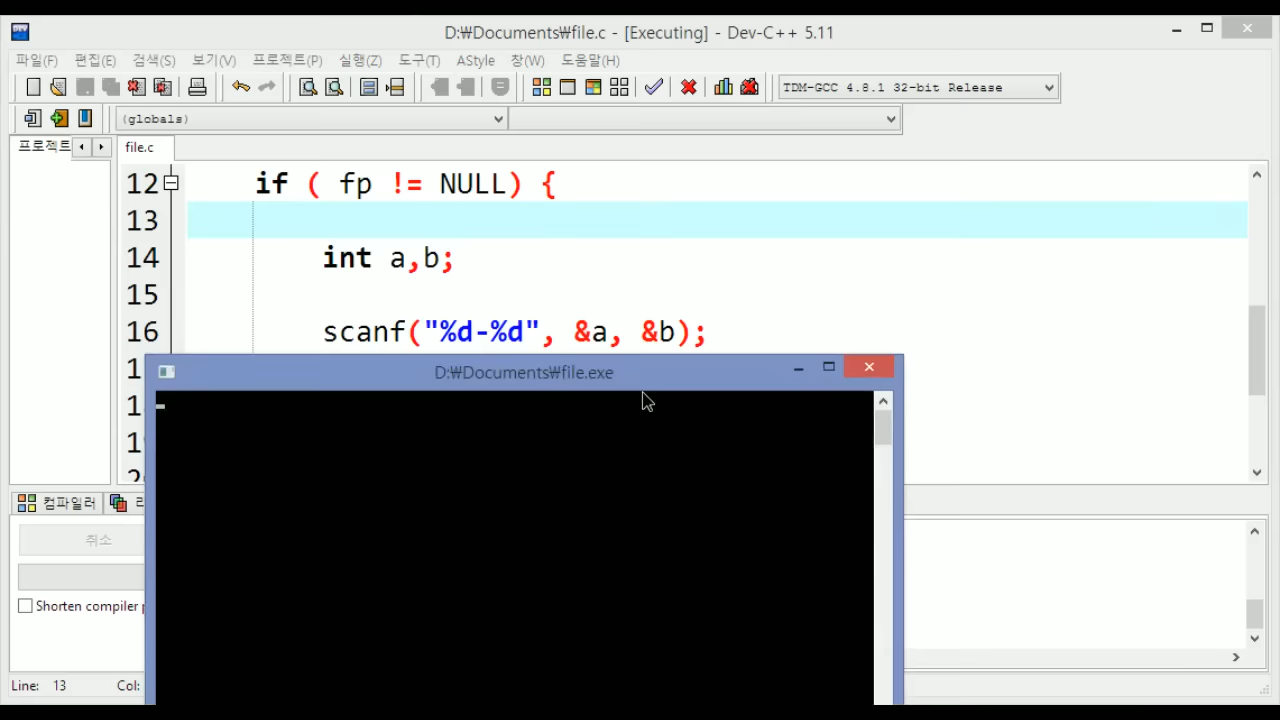 DEV
D:₩Documents₩file.c - [Executing] - Dev-C++ 5.11
파일(F) 편집(E) 검색(S) 보기(V) 프로젝트(P) 실행(Z) 도구(T) AStyle 창(W) 도움말(H)
TDM-GCC 4.8.1 32-bit Release
(globals)
프로젝트 file.c
12 if ( fp != NULL) {
13
14 int a,b;
15
16 scanf("%d-%d", &a, &b);
D:₩Documents₩file.exe
컴파일러
취소
Shorten compiler
Line: 13 Col: